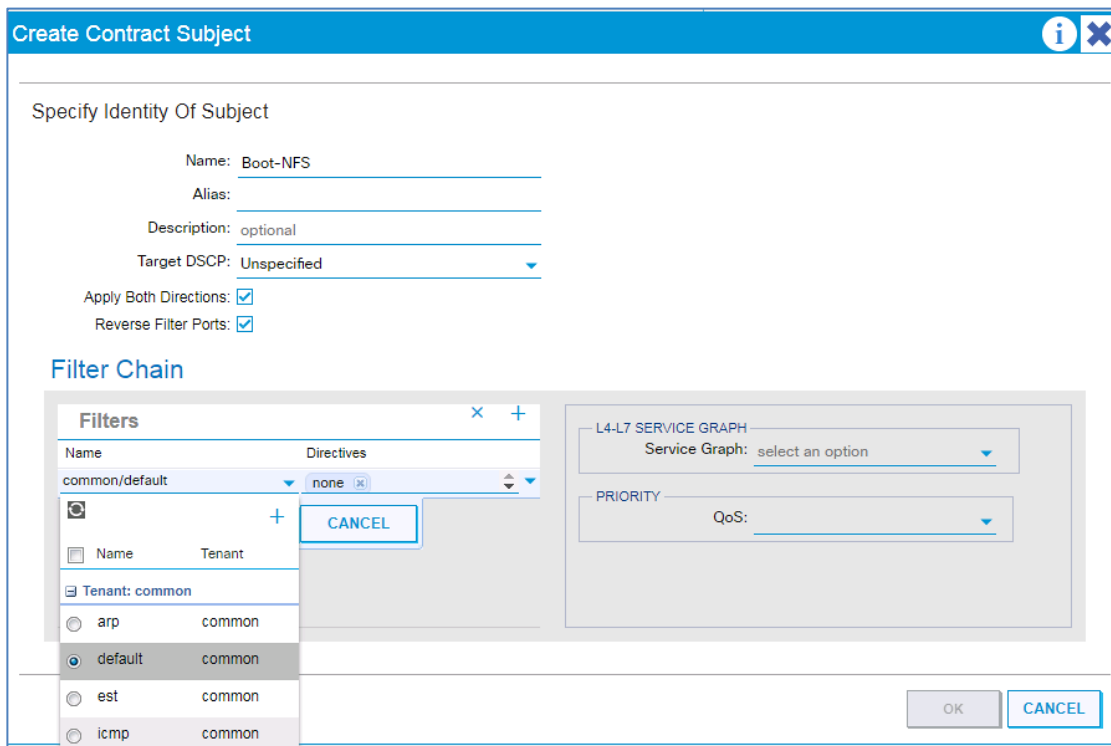 Create Contract Subject
Specify Identity Of Subject
Name: Boot-NFS
Alias:
Description: optional
Target DSCP: Unspecified
Apply Both Directions:
Reverse Filter Ports:
Filter Chain
Filters
Name Directives
common/default none
CANCEL
Name Tenant
Tenant: common
arp common
default common
est common
icmp common
L4-L7 SERVICE GRAPH
Service Graph: select an option
PRIORITY
QoS:
OK CANCEL